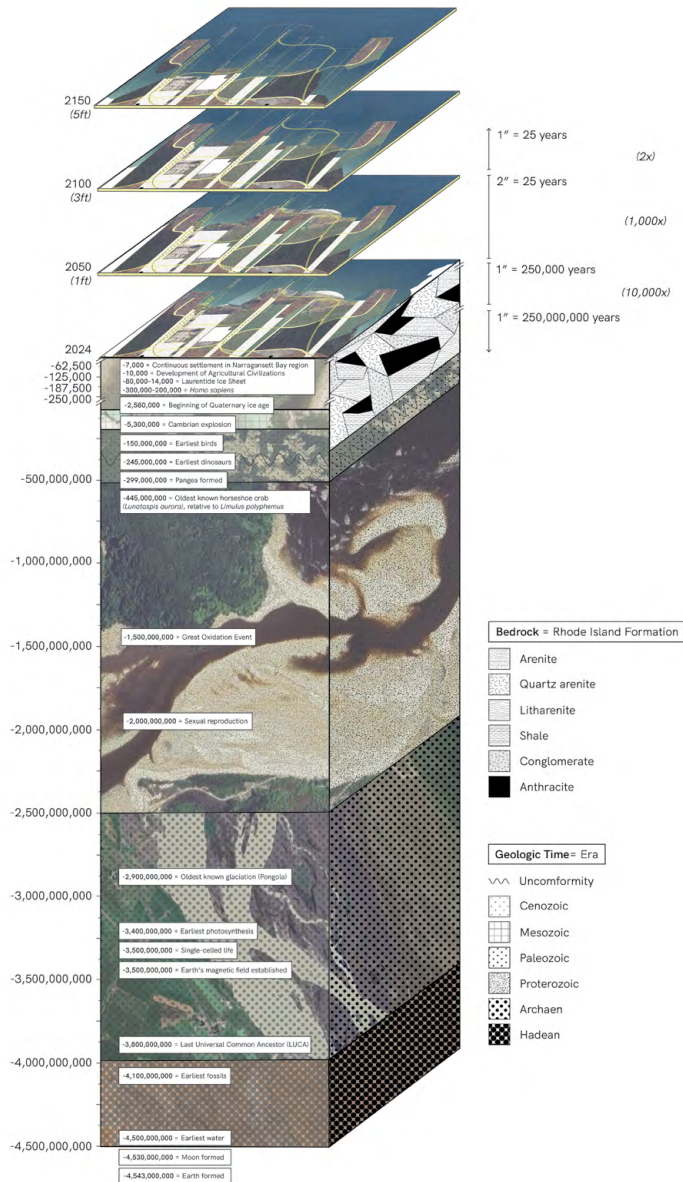 2150
(5ft)
2100
(3ft)
2050
(1ft)
2024
1" = 25 years
(2x)
2" = 25 years
(1,000x)
1" = 250,000 years
(10,000x)
1" = 250,000,000 years
-62,500
-125,000
-187,500
-250,000
-500,000,000
-1,000,000,000
-1,500,000,000
-2,000,000,000
-2,500,000,000
-3,000,000,000
-3,500,000,000
-4,000,000,000
-4,500,000,000
-7,000 = Continuous settlement in Narragansett Bay region
-10,000 = Development of Agricultural Civilizations
-80,000-14,000 = Laurentide Ice Sheet
-300,000-200,000 = Homo sapiens
-2,580,000 = Beginning of Quaternary ice age
-5,300,000 = Cambrian explosion
-150,000,000 = Earliest birds
-245,000,000 = Earliest dinosaurs
-299,000,000 = Pangea formed
-445,000,000 = Oldest known horseshoe crab
(Lunataspis aurora), relative to Limulus polyphemus
-1,500,000,000 = Great Oxidation Event
-2,000,000,000 = Sexual reproduction
-2,900,000,000 = Oldest known glaciation (Pongola)
-3,400,000,000 = Earliest photosynthesis
-3,500,000,000 = Single-celled life
-3,500,000,000 = Earth's magnetic field established
-3,800,000,000 = Last Universal Common Ancestor (LUCA)
-4,100,000,000 = Earliest fossils
-4,500,000,000 = Earliest water
-4,530,000,000 = Moon formed
-4,543,000,000 = Earth formed
Bedrock = Rhode Island Formation
Arenite
Quartz arenite
Litharenite
Shale
Conglomerate
Anthracite
Geologic Time= Era
Uncomformity
Cenozoic
Mesozoic
Paleozoic
Proterozoic
Archaen
Hadean